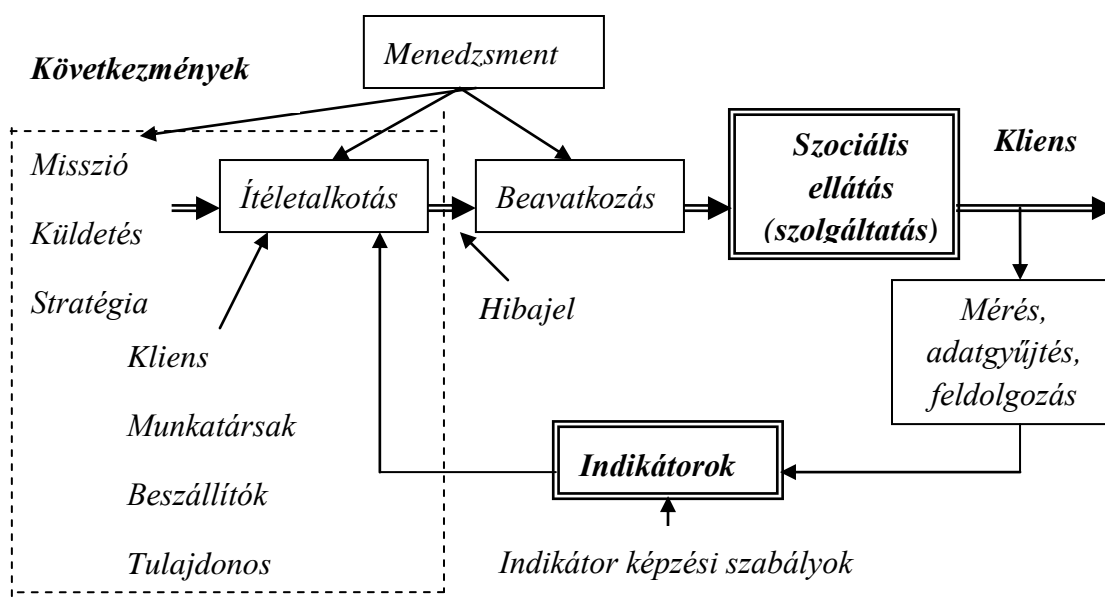 Menedzsment
Következmények
Misszió
Küldetés
Stratégia
Ítéletalkotás
Beavatkozás
Szociális
ellátás
(szolgáltatás)
Kliens
Hibajel
Mérés,
adatgyűjtés,
feldolgozás
Kliens
Munkatársak
Beszállítók
Tulajdonos
Indikátorok
Indikátor képzési szabályok